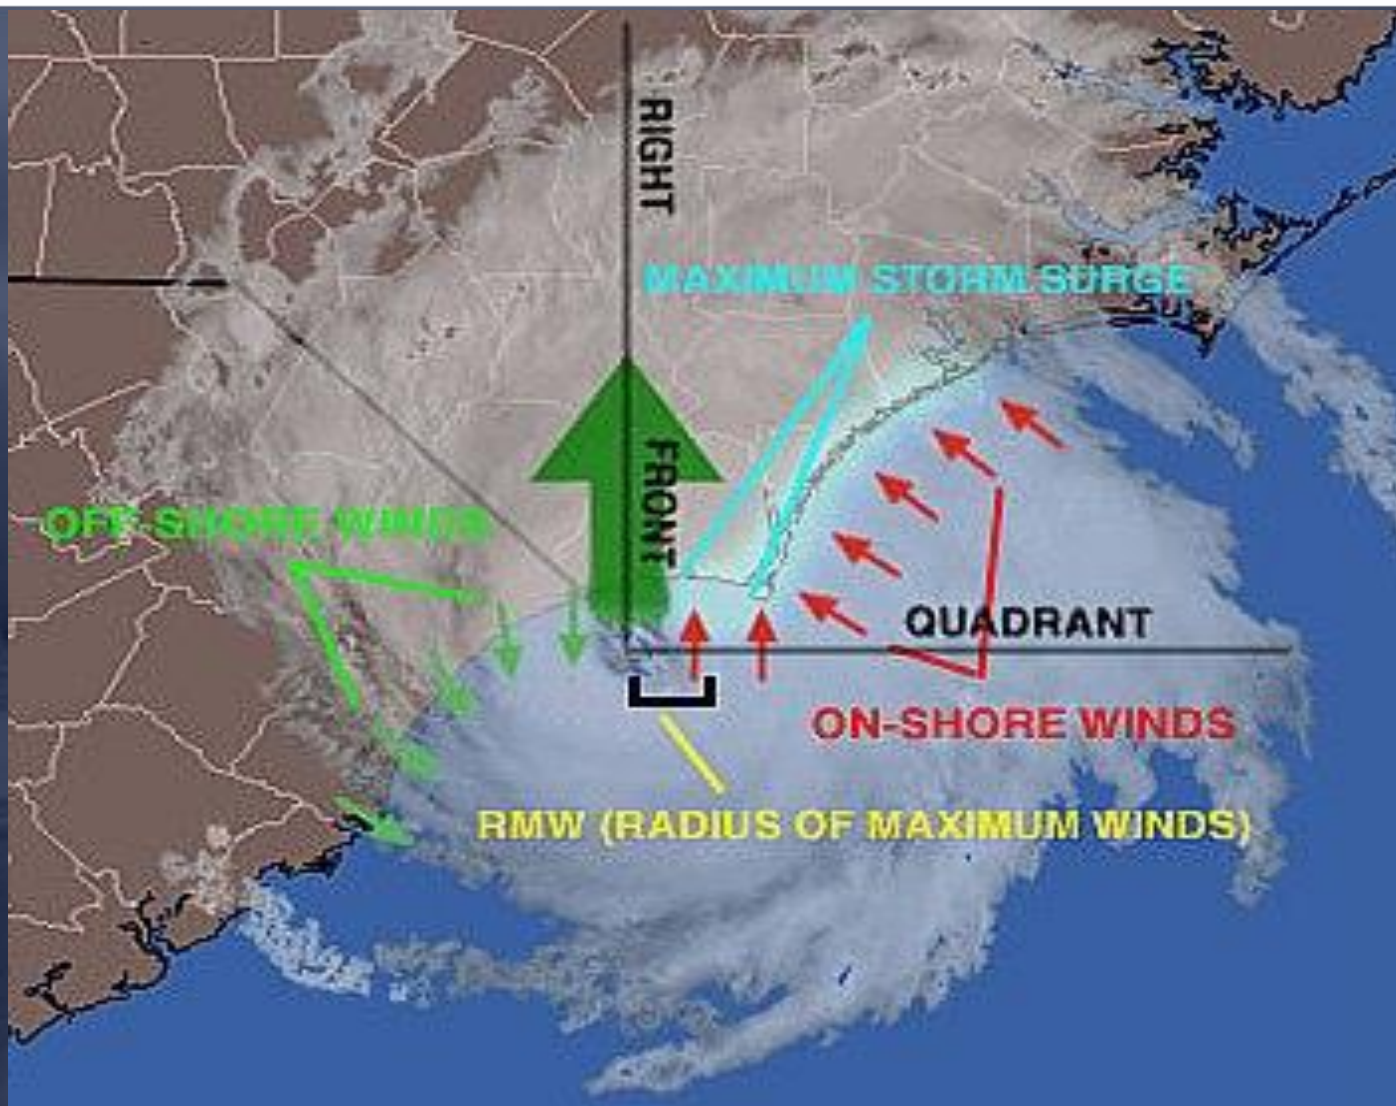 RIGHT
MAXIMUM STORM SURGE
FRONT
OFF-SHORE WINDS
QUADRANT
ON-SHORE WINDS
RMW (RADIUS OF MAXIMUM WINDS)